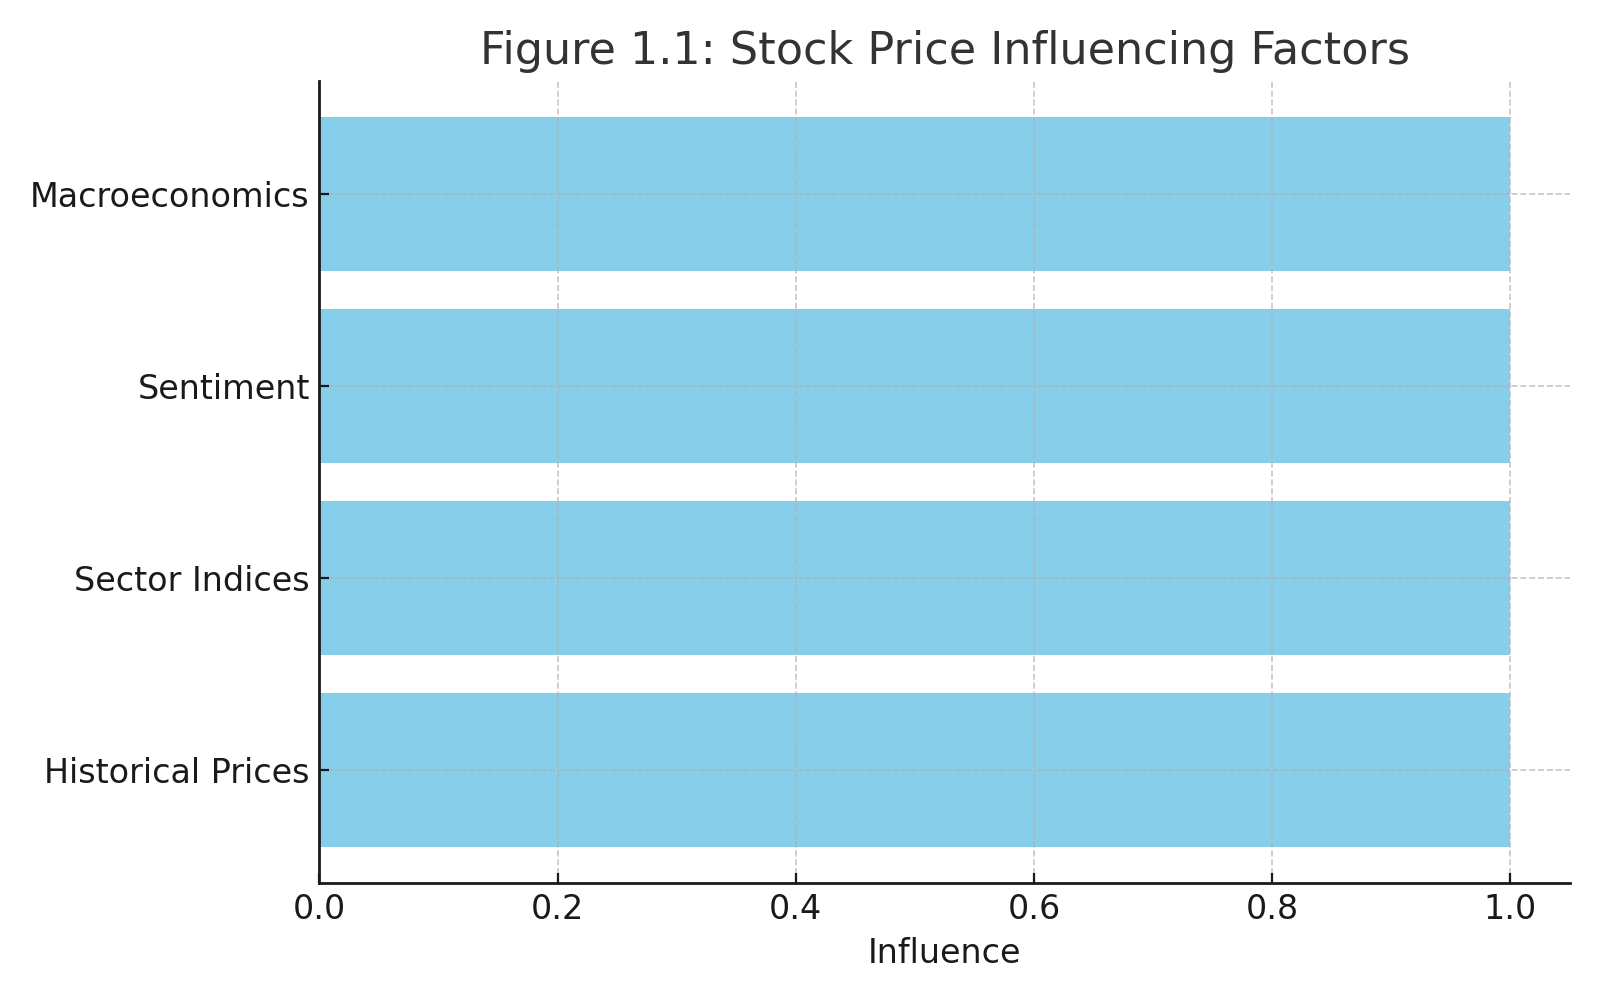 Figure 1.1: Stock Price Influencing Factors
Macroeconomics
Sentiment
Sector Indices
Historical Prices
0.0 0.2 0.4 0.6 0.8 1.0
Influence